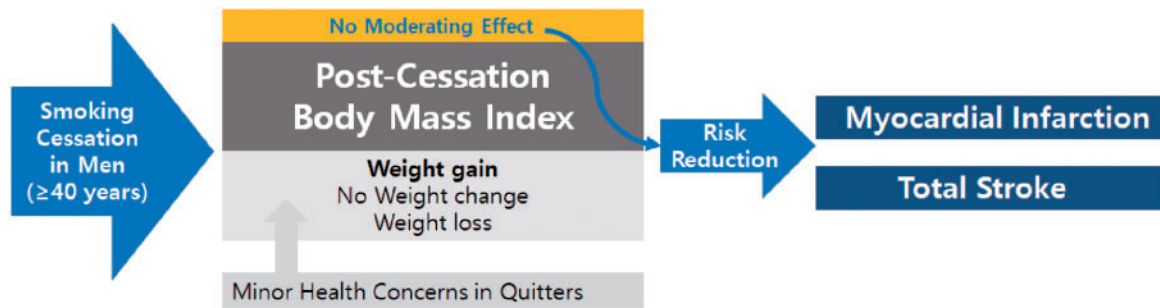 Smoking
Cessation
in Men
(≥40 years)
No Moderating Effect
Post-Cessation
Body Mass Index
Weight gain
No Weight change
Weight loss
Minor Health Concerns in Quitters
Risk
Reduction
Myocardial Infarction
Total Stroke